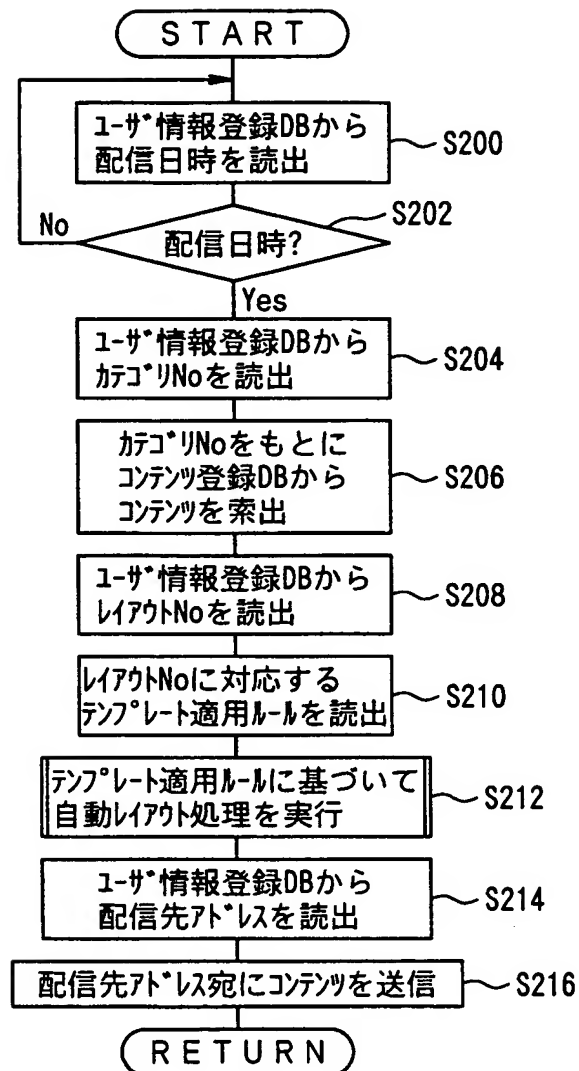 START
ﾕｰｻﾞ情報登録DBから
配信日時を読出
S200
配信日時?
S202
No
Yes
ﾕｰｻﾞ情報登録DBから
ｶﾃｺﾞﾘNoを読出
S204
ｶﾃｺﾞﾘNoをもとに
コンテンツ登録DBから
コンテンツを索出
S206
ﾕｰｻﾞ情報登録DBから
ﾚｲｱｳﾄNoを読出
S208
ﾚｲｱｳﾄNoに対応する
ﾃﾝﾌﾟﾚｰﾄ適用ﾙｰﾙを読出
S210
ﾃﾝﾌﾟﾚｰﾄ適用ﾙｰﾙに基づいて
自動ﾚｲｱｳﾄ処理を実行
S212
ﾕｰｻﾞ情報登録DBから
配信先ｱﾄﾞﾚｽを読出
S214
配信先ｱﾄﾞﾚｽ宛にｺﾝﾃﾝﾂを送信
S216
RETURN